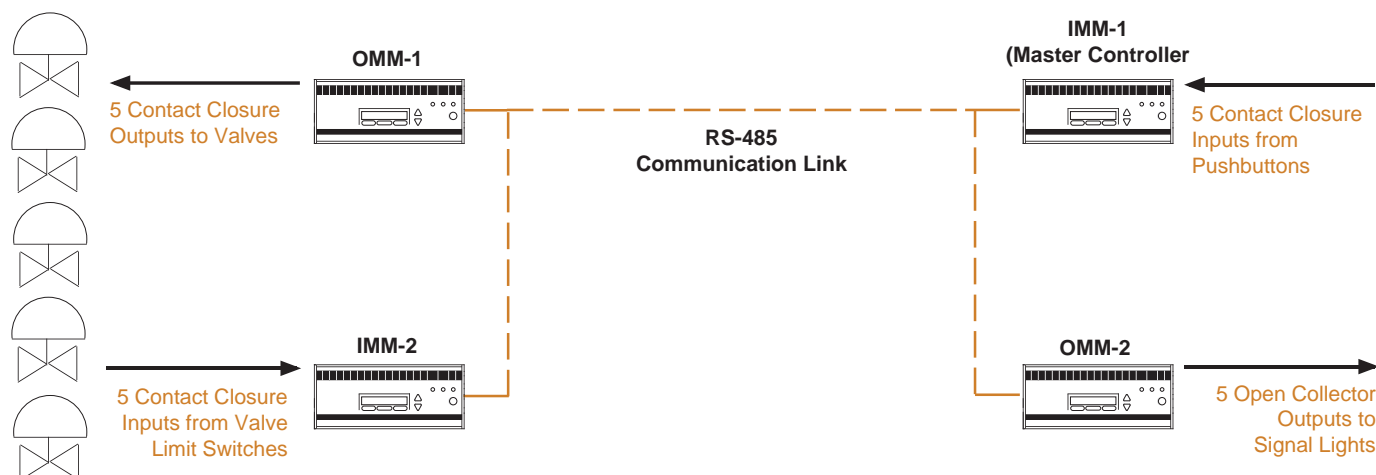 OMM-1
5 Contact Closure
Outputs to Valves
IMM-1
(Master Controller
5 Contact Closure
Inputs from
Pushbuttons
RS-485
Communication Link
IMM-2
5 Contact Closure
Inputs from Valve
Limit Switches
OMM-2
5 Open Collector
Outputs to
Signal Lights